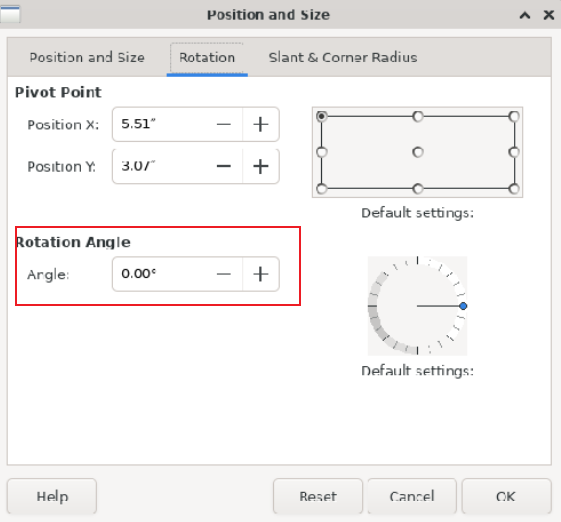 Position and Size
Position and Size Rotation Slant & Corner Radius
Pivot Point
Position X: 5.51″ − +
Position Y: 3.07″ − +
Default settings:
Rotation Angle
Angle: 0.00° − +
Default settings:
Help Reset Cancel OK